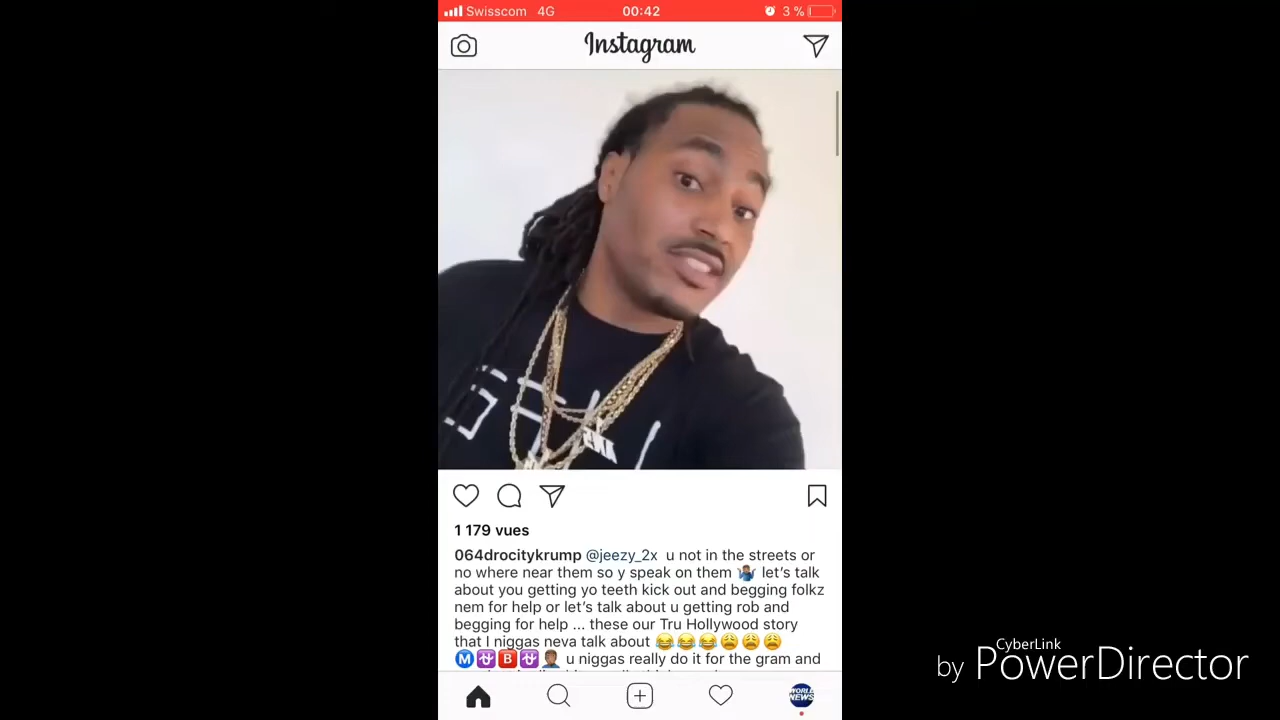 Swisscom 4G 00:42 3 %
Instagram
1 179 vues
064drocitykrump @jeezy_2x u not in the streets or
no where near them so y speak on them 🤷🏽‍♂️ let's talk
about you getting yo teeth kick out and begging folkz
nem for help or let's talk about u getting rob and
begging for help ... these our Tru Hollywood story
that I niggas neva talk about 😂😂😂😩😩😩
Ⓜ️⛎🅱️⛎🤦🏽‍♂️ u niggas really do it for the gram and
WORLD
NEWS
CyberLink
by PowerDirector